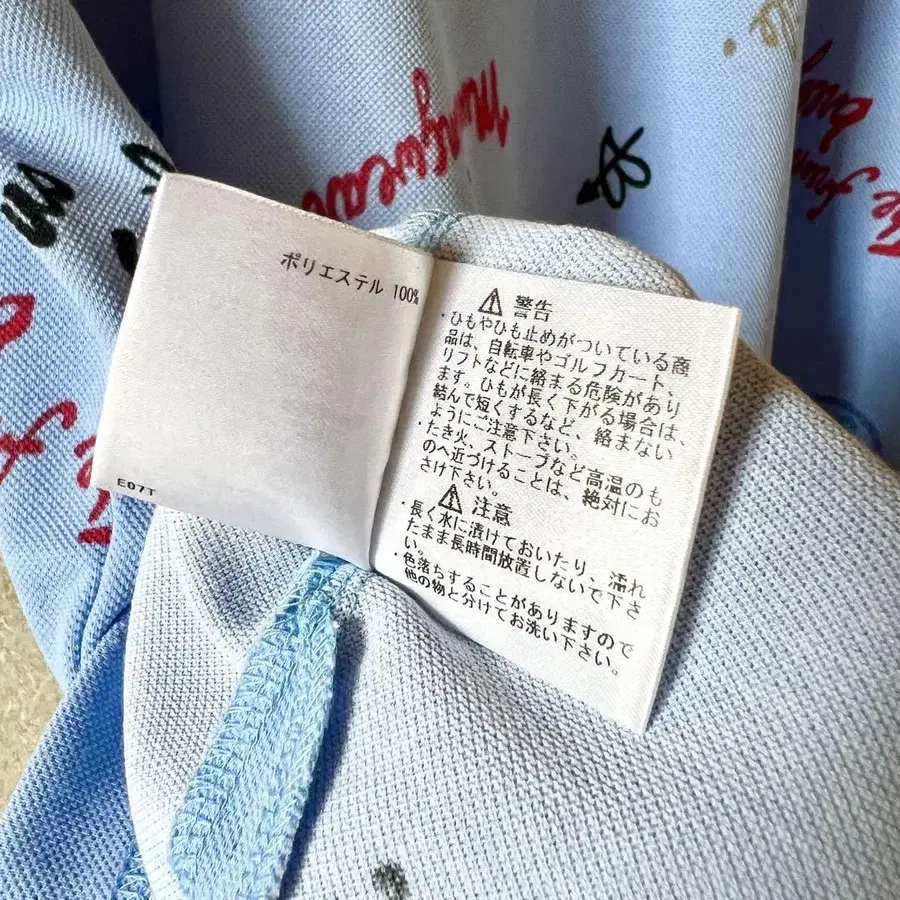 Munsingwear
ポリエステル 100%
E07T
警告
・ひもやひも止めがついている商
品は、自転車やゴルフカート、
リフトなどに絡まる危険があり
ます。ひもが長く下がる場合は、
結んで短くするなど、絡まない
ようにご注意下さい。
・たき火、ストーブなど高温のも
のへ近づけることは、絶対にお
さけ下さい。
注意
・長く水に漬けておいたり、濡れ
たまま長時間放置しないで下さ
い。
・色落ちすることがありますので
他の物と分けてお洗い下さい。